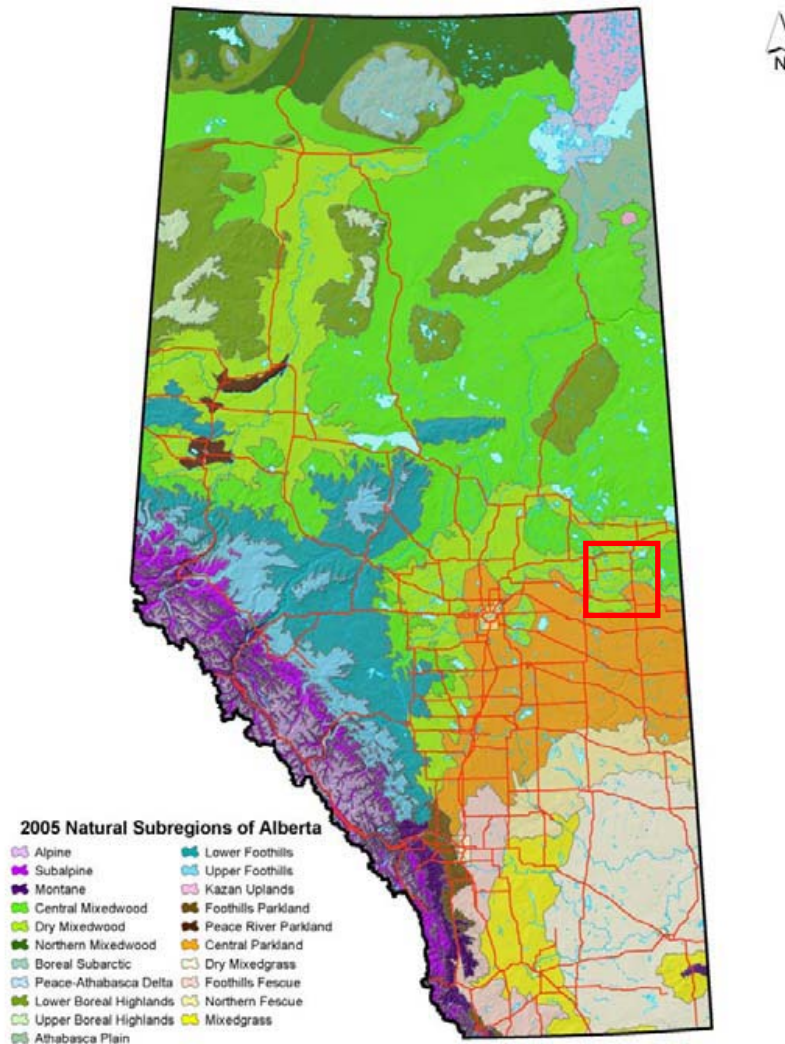 N
2005 Natural Subregions of Alberta
Alpine
Subalpine
Montane
Central Mixedwood
Dry Mixedwood
Northern Mixedwood
Boreal Subarctic
Peace-Athabasca Delta
Lower Boreal Highlands
Upper Boreal Highlands
Athabasca Plain
Lower Foothills
Upper Foothills
Kazan Uplands
Foothills Parkland
Peace River Parkland
Central Parkland
Dry Mixedgrass
Foothills Fescue
Northern Fescue
Mixedgrass